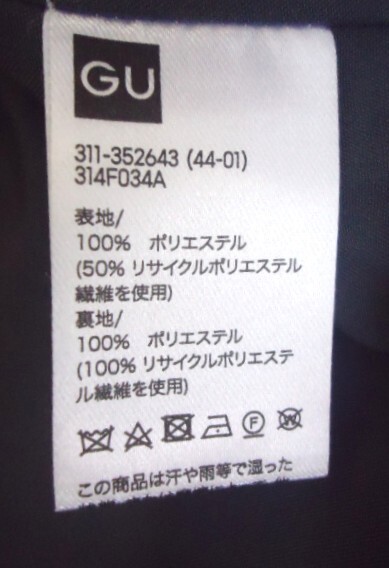 GU
311-352643 (44-01)
314F034A
表地/
100% ポリエステル
(50% リサイクルポリエステル
繊維を使用)
裏地/
100% ポリエステル
(100% リサイクルポリエステ
ル繊維を使用)
F W
この商品は汗や雨等で湿った